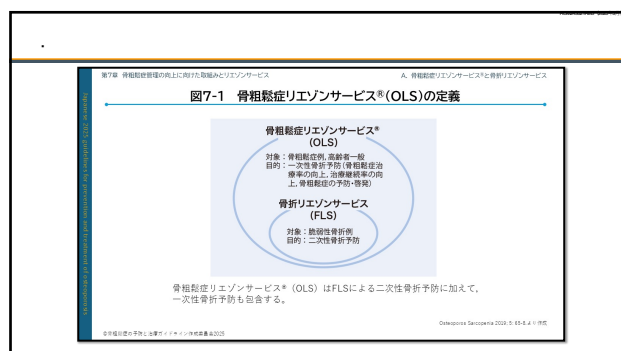 第7章 骨粗鬆症管理の向上に向けた取組みとリエゾンサービス
A. 骨粗鬆症リエゾンサービス®と骨折リエゾンサービス
図7-1 骨粗鬆症リエゾンサービス®(OLS)の定義
Japanese 2025 guidelines for prevention and treatment of osteoporosis
骨粗鬆症リエゾンサービス®
(OLS)
対象：骨粗鬆症例,高齢者一般
目的：一次性骨折予防(骨粗鬆症治
療率の向上,治療継続率の向
上,骨粗鬆症の予防・啓発)
骨折リエゾンサービス
(FLS)
対象：脆弱性骨折例
目的：二次性骨折予防
骨粗鬆症リエゾンサービス®（OLS）はFLSによる二次性骨折予防に加えて,
一次性骨折予防も包含する。
Osteoporos Sarcopenia 2019; 5: 65-8.より作成
©骨粗鬆症の予防と治療ガイドライン作成委員会2025